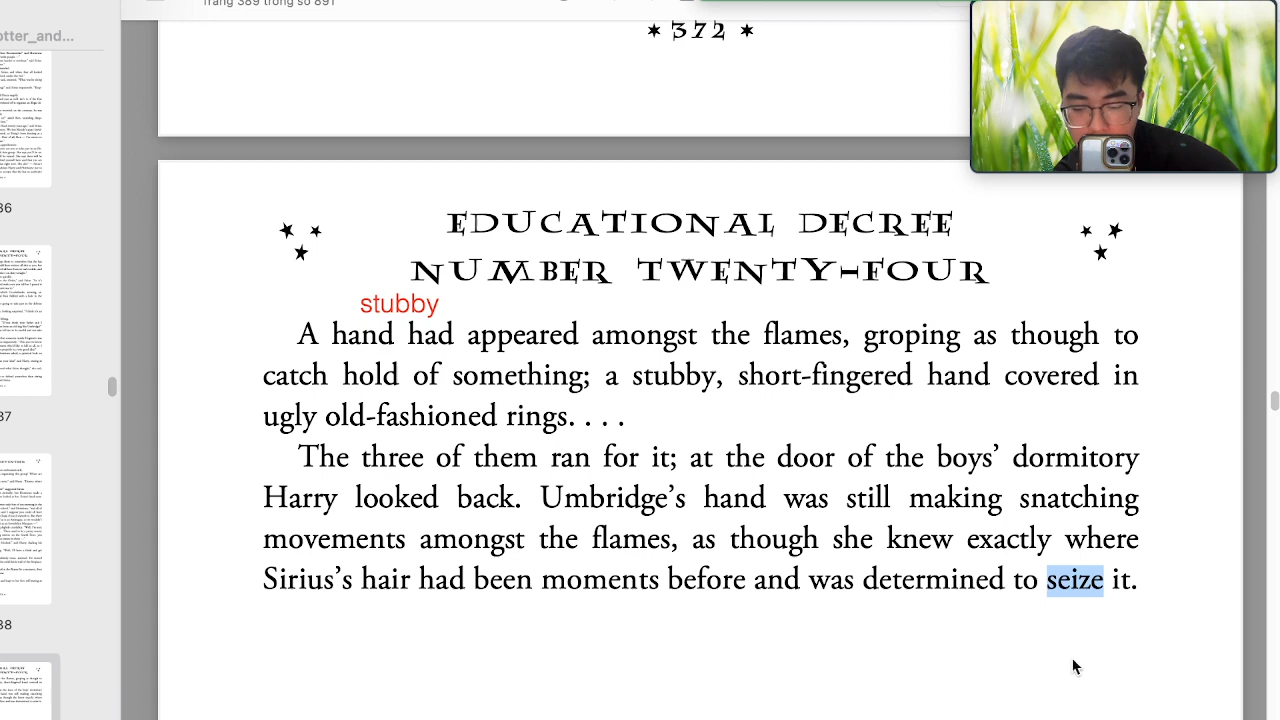 Trang 389 trong số 891
otter_and...
★ 372 ★
36
EDUCATIONAL DECREE
NUMBER TWENTY-FOUR
stubby
A hand had appeared amongst the flames, groping as though to
catch hold of something; a stubby, short-fingered hand covered in
ugly old-fashioned rings. . . .
37
The three of them ran for it; at the door of the boys’ dormitory
Harry looked back. Umbridge’s hand was still making snatching
movements amongst the flames, as though she knew exactly where
Sirius’s hair had been moments before and was determined to seize it.
38